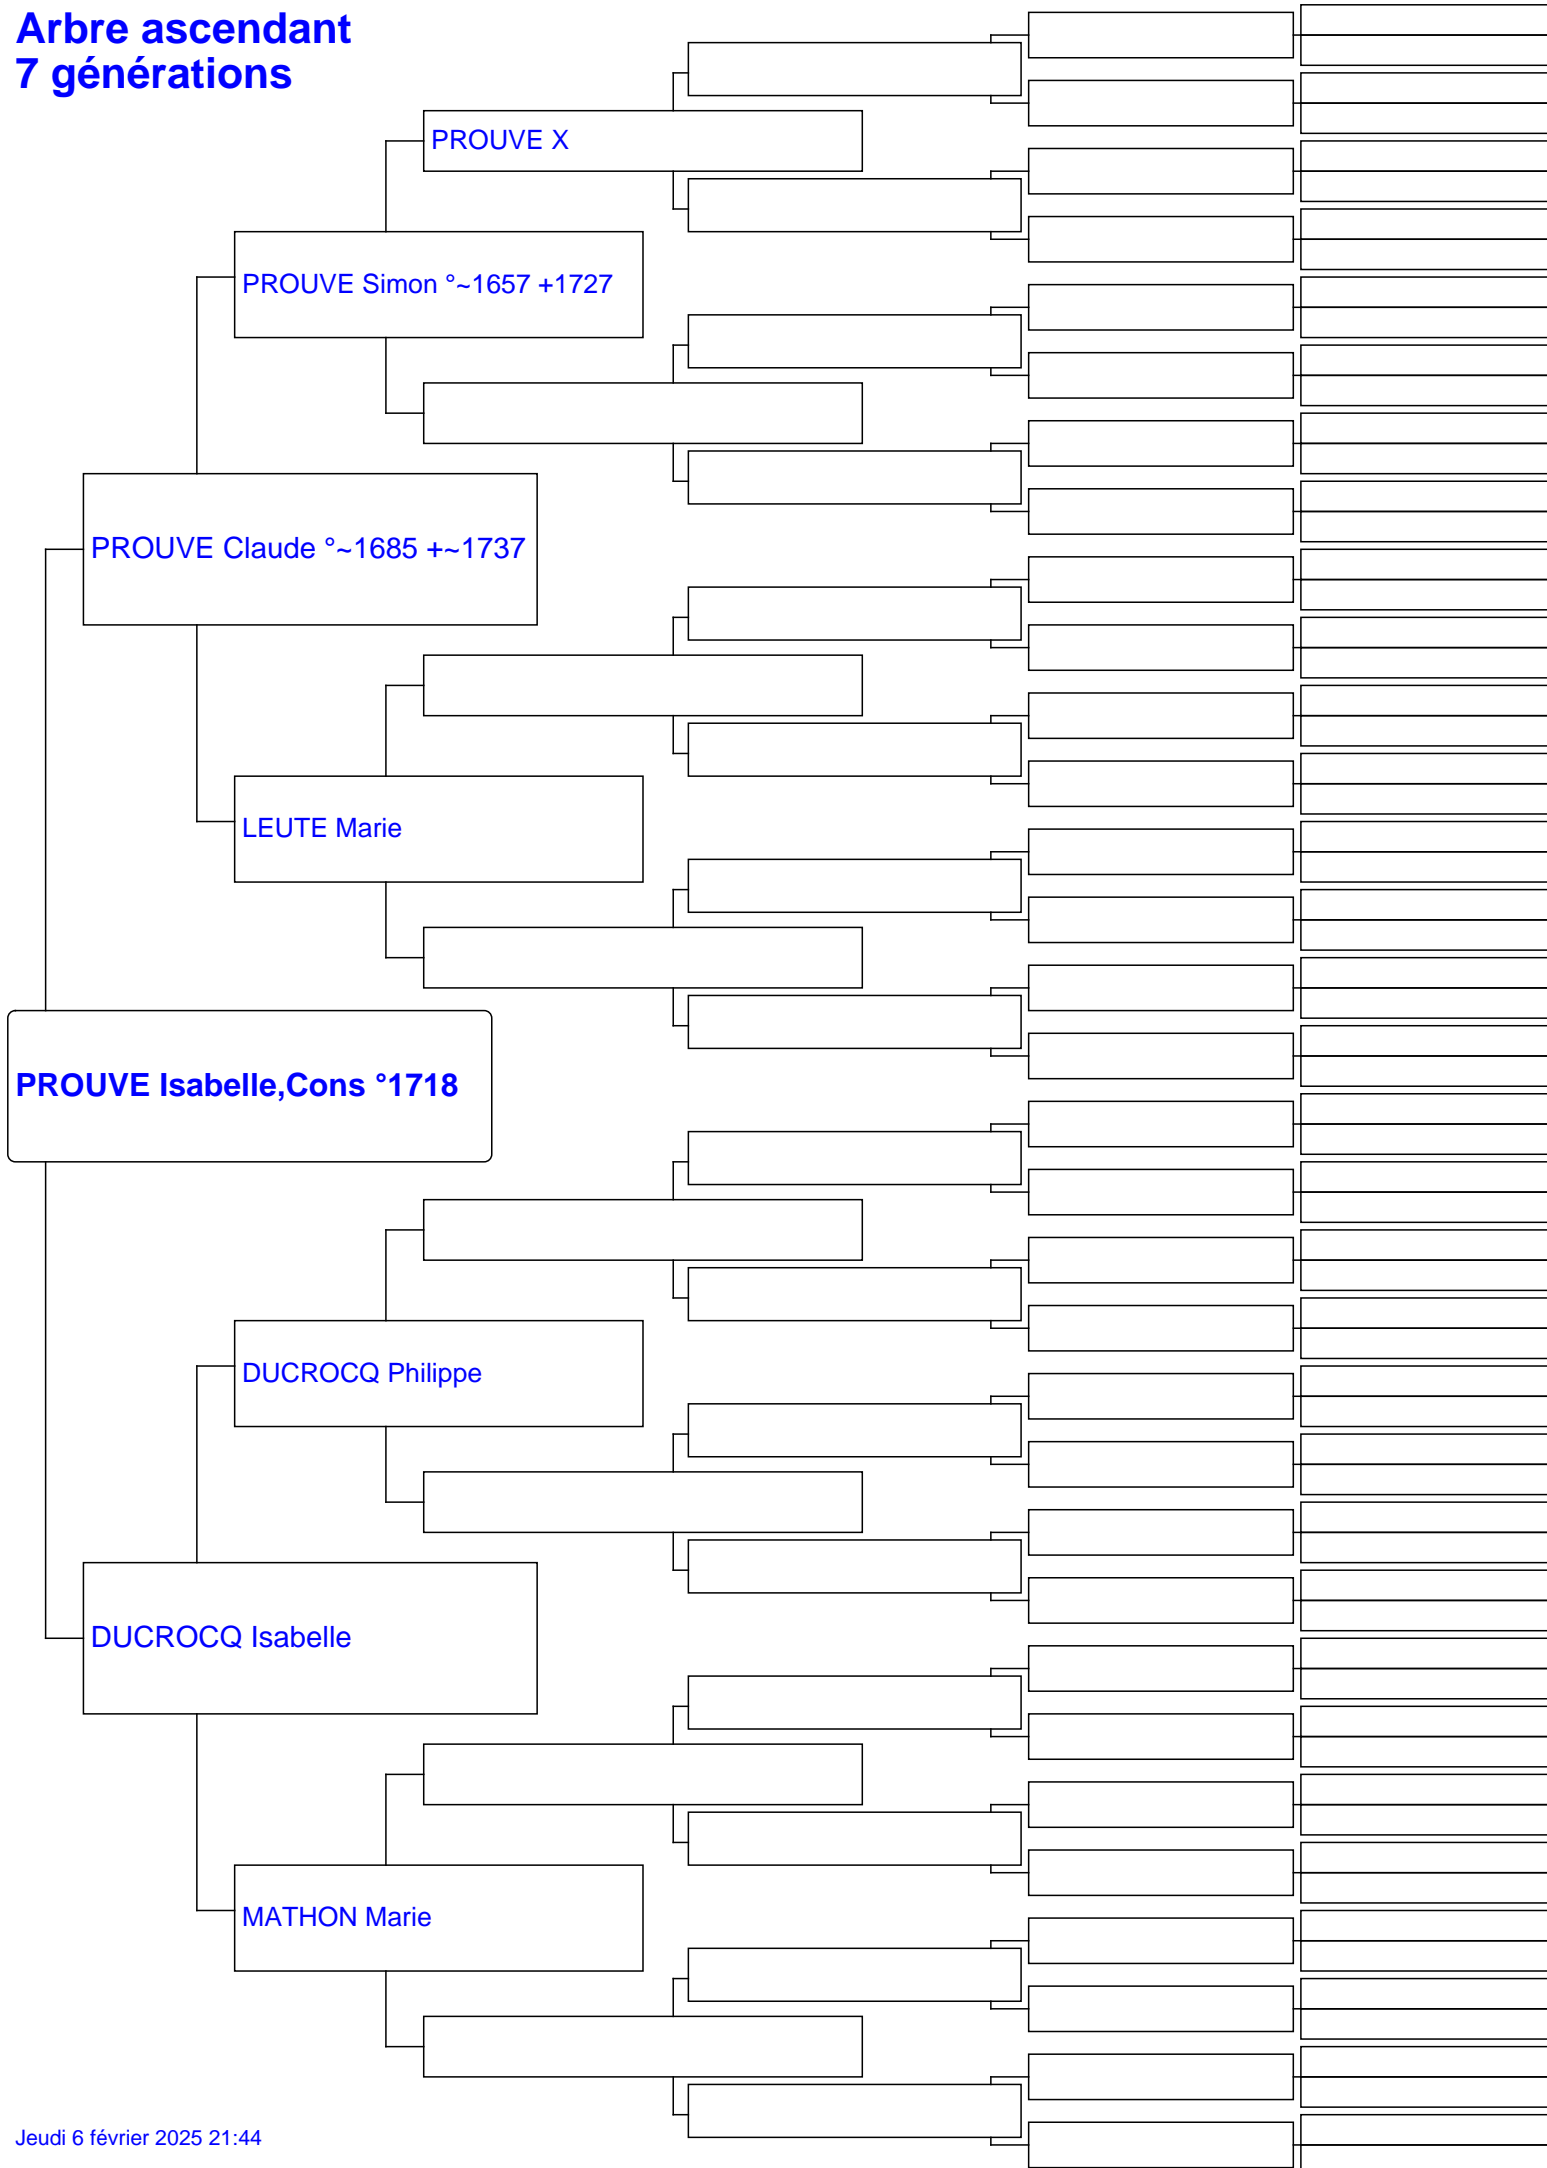 Arbre ascendant
7 générations
PROUVE X
PROUVE Simon °~1657 +1727
PROUVE Claude °~1685 +~1737
LEUTE Marie
PROUVE Isabelle,Cons °1718
DUCROCQ Philippe
DUCROCQ Isabelle
MATHON Marie
Jeudi 6 février 2025 21:44